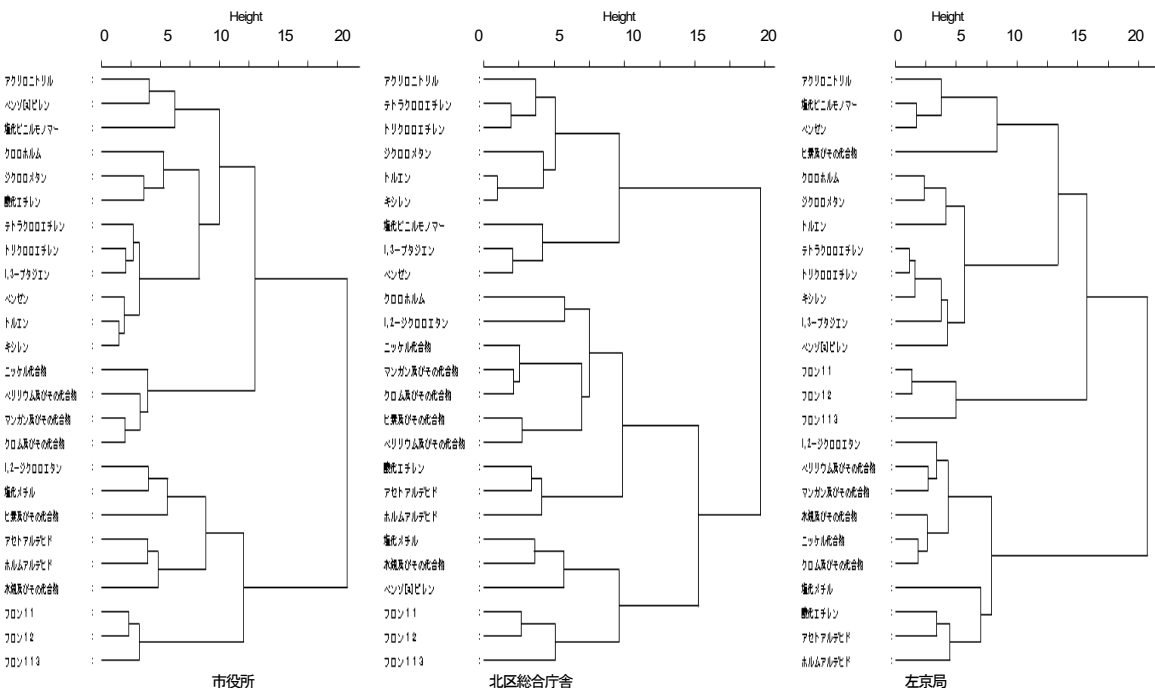 Height
0 5 10 15 20
アクリロニトリル
ベンゾ[a]ピレン
塩化ビニルモノマー
クロロホルム
ジクロロメタン
酸化エチレン
テトラクロロエチレン
トリクロロエチレン
1,3-ブタジエン
ベンゼン
トルエン
キシレン
ニッケル化合物
ベリリウム及びその化合物
マンガン及びその化合物
クロム及びその化合物
1,2-ジクロロエタン
塩化メチル
ヒ素及びその化合物
アセトアルデヒド
ホルムアルデヒド
水銀及びその化合物
フロン11
フロン12
フロン113
市役所
Height
0 5 10 15 20
アクリロニトリル
テトラクロロエチレン
トリクロロエチレン
ジクロロメタン
トルエン
キシレン
塩化ビニルモノマー
1,3-ブタジエン
ベンゼン
クロロホルム
1,2-ジクロロエタン
ニッケル化合物
マンガン及びその化合物
クロム及びその化合物
ヒ素及びその化合物
ベリリウム及びその化合物
酸化エチレン
アセトアルデヒド
ホルムアルデヒド
塩化メチル
水銀及びその化合物
ベンゾ[a]ピレン
フロン11
フロン12
フロン113
北区総合庁舎
Height
0 5 10 15 20
アクリロニトリル
塩化ビニルモノマー
ベンゼン
ヒ素及びその化合物
クロロホルム
ジクロロメタン
トルエン
テトラクロロエチレン
トリクロロエチレン
キシレン
1,3-ブタジエン
ベンゾ[a]ピレン
フロン11
フロン12
フロン113
1,2-ジクロロエタン
ベリリウム及びその化合物
マンガン及びその化合物
水銀及びその化合物
ニッケル化合物
クロム及びその化合物
塩化メチル
酸化エチレン
アセトアルデヒド
ホルムアルデヒド
左京局